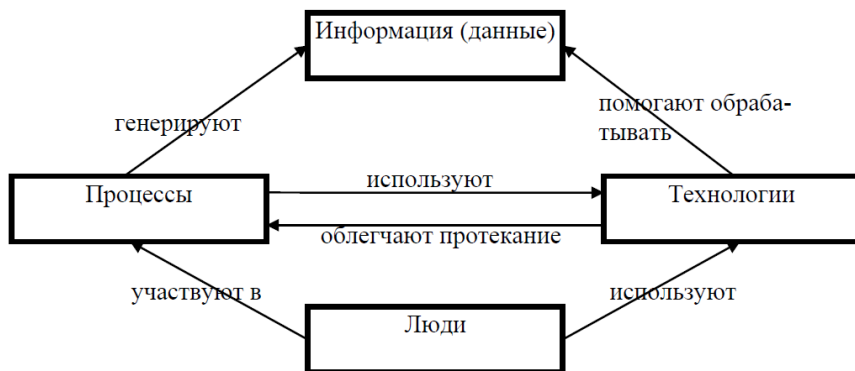 Информация (данные)
генерируют
помогают обраба-
тывать
Процессы
используют
Технологии
облегчают протекание
участвуют в
используют
Люди